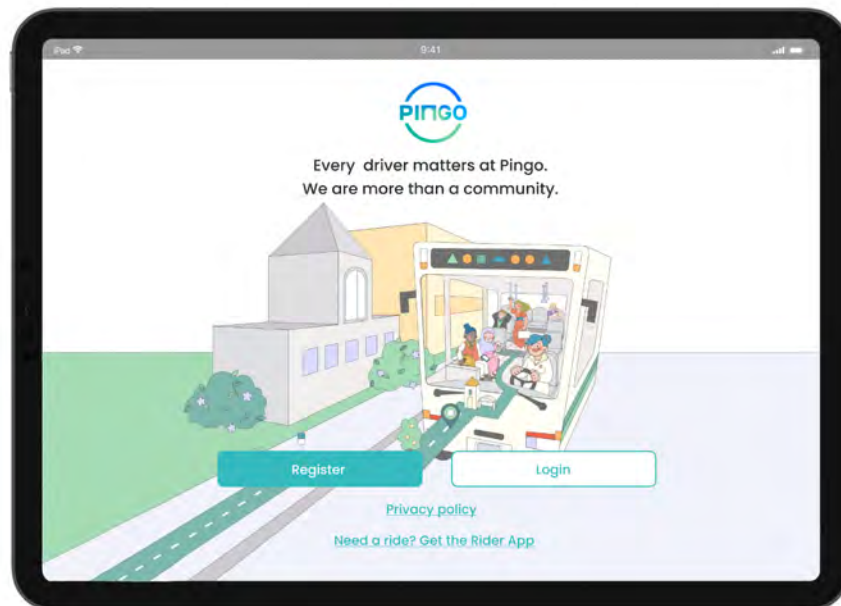 iPad
9:41
PINGO
Every driver matters at Pingo.
We are more than a community.
Register
Login
Privacy policy
Need a ride? Get the Rider App